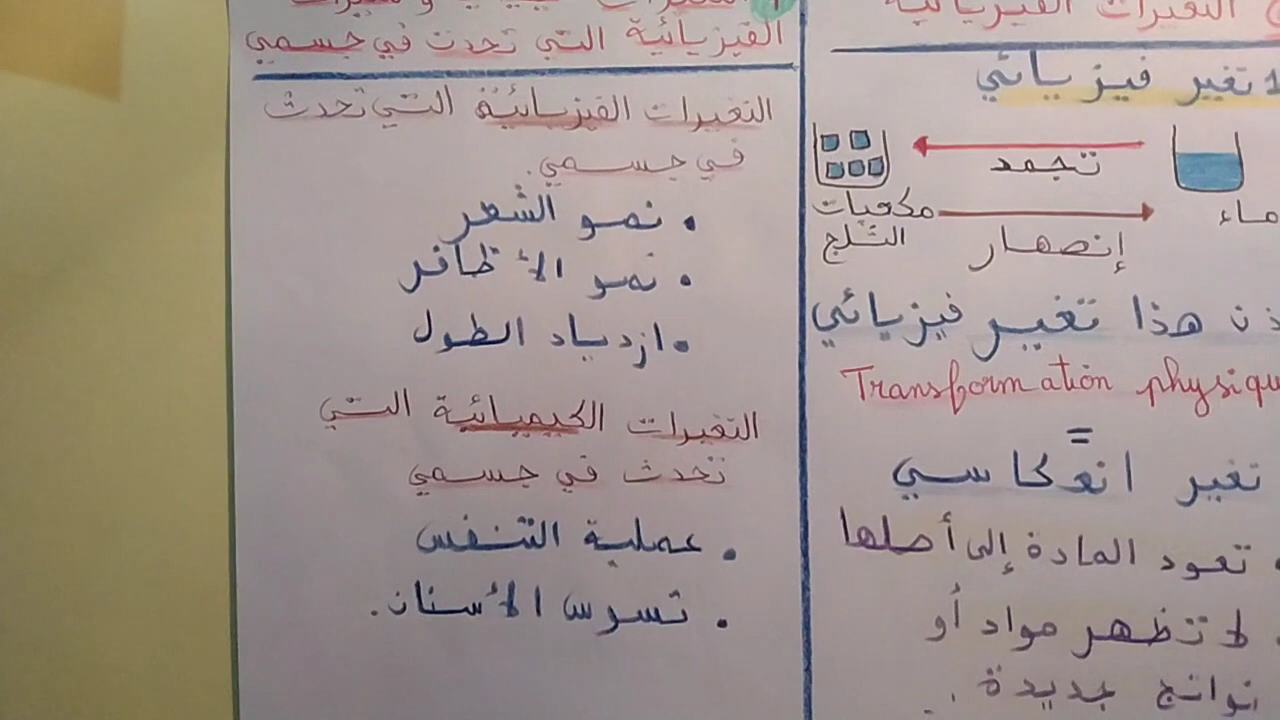 التغيرات الفيزيائية
تغير فيزيائي
تجمد
مكعبات
الثلج
ماء
إنصهار
هذا تغير فيزيائي
Transformation physique
=
تغير انعكاسي
تعود المادة إلى أصلها
لا تظهر مواد أو
نواتج جديدة.
الفيزيائية التي تحدث في جسمي
التغيرات الفيزيائية التي تحدث
في جسمي.
• نمو الشعر
• نمو الأظافر
• ازدياد الطول
التغيرات الكيميائية التي
تحدث في جسمي
• عملية التنفس
• تسوس الأسنان.